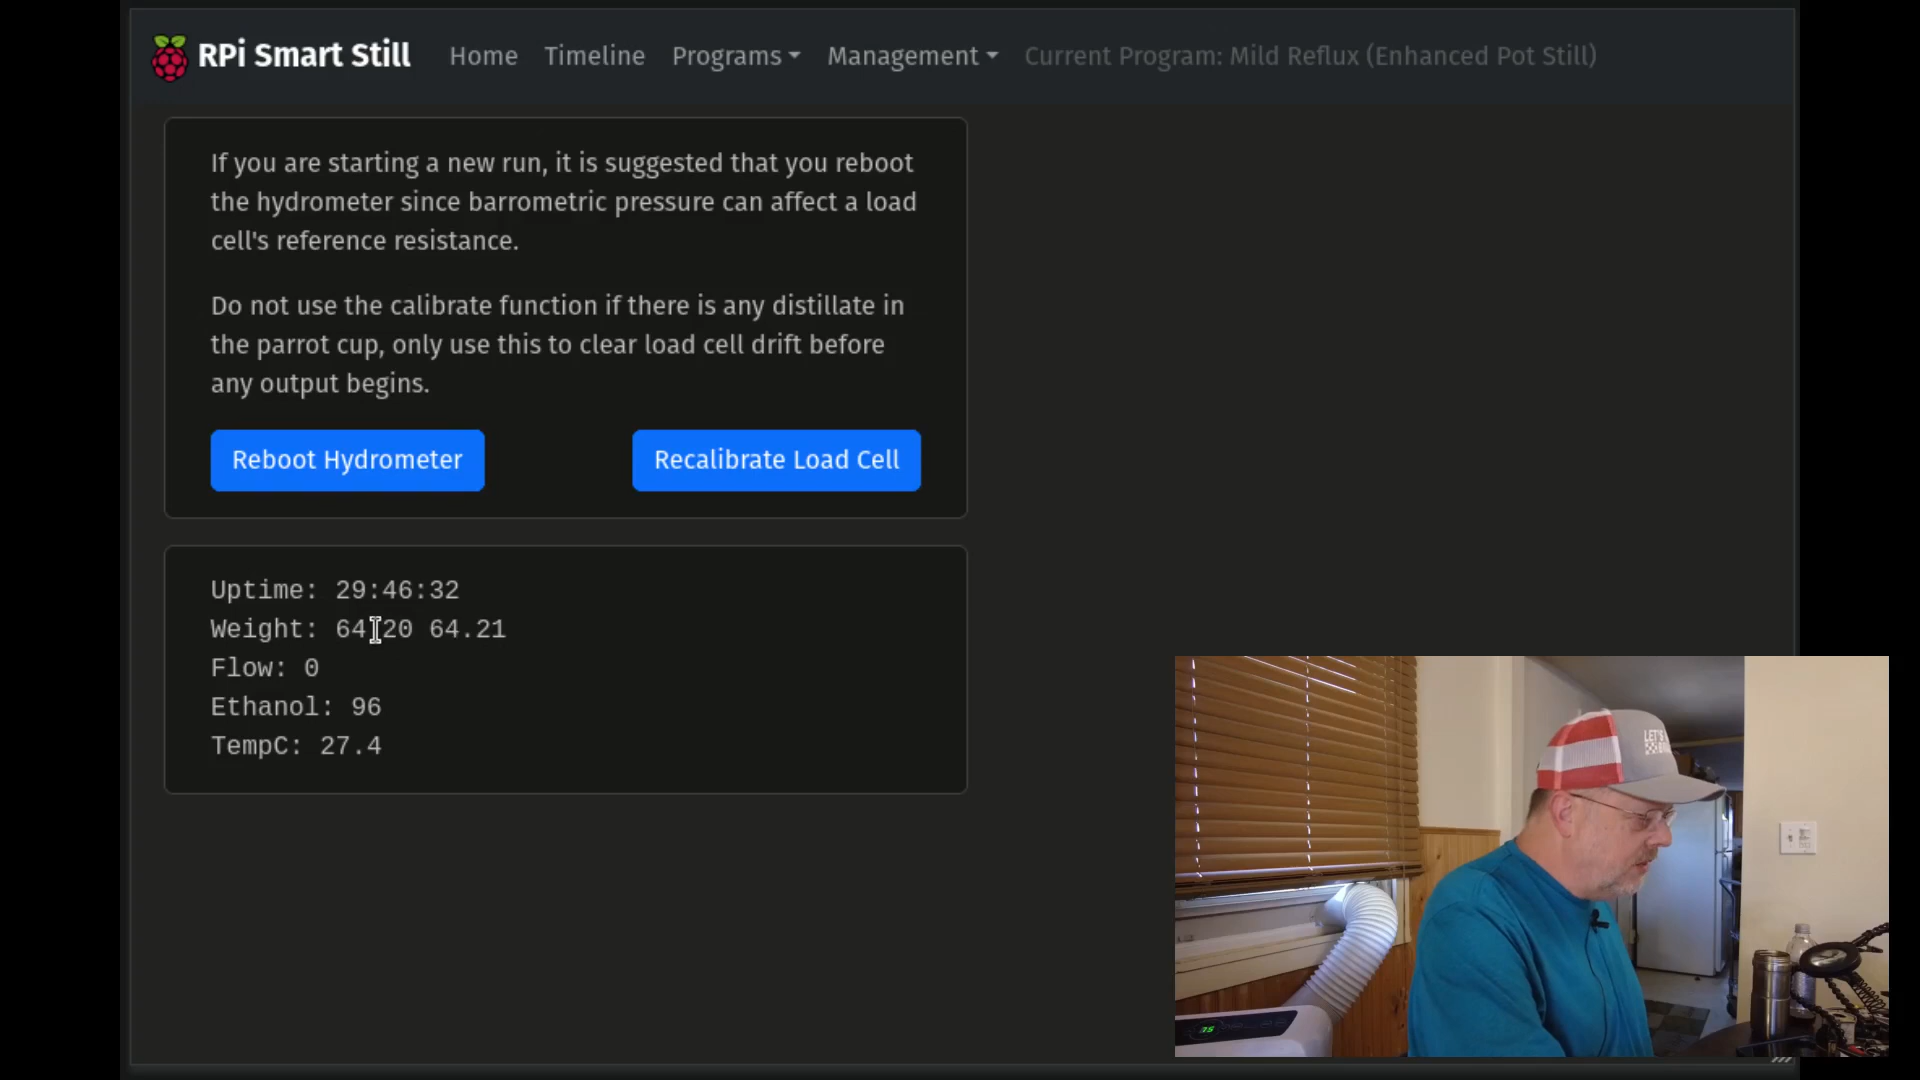 RPi Smart Still Home Timeline Programs Management Current Program: Mild Reflux (Enhanced Pot Still)
If you are starting a new run, it is suggested that you reboot
the hydrometer since barrometric pressure can affect a load
cell's reference resistance.
Do not use the calibrate function if there is any distillate in
the parrot cup, only use this to clear load cell drift before
any output begins.
Reboot Hydrometer Recalibrate Load Cell
Uptime: 29:46:32
Weight: 64.20 64.21
Flow: 0
Ethanol: 96
TempC: 27.4
LET'S